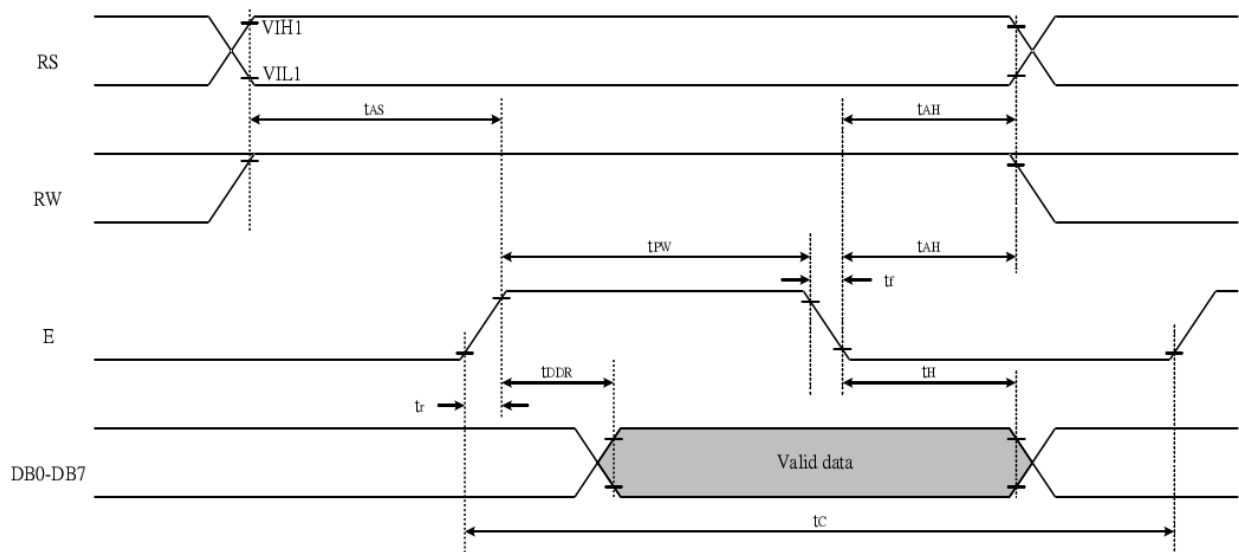 VIH1
RS
VIL1
tAS
tAH
RW
tPW
tAH
tf
E
tDDR
tH
tr
Valid data
DB0-DB7
tC